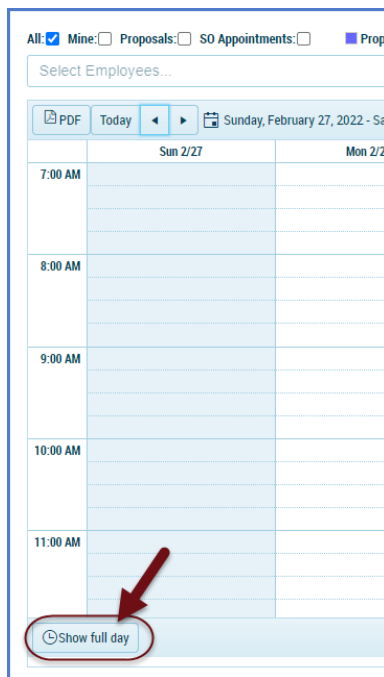 All: Mine: Proposals: SO Appointments: Prop
Select Employees...
PDF Today Sunday, February 27, 2022 - Sa
Sun 2/27 Mon 2/2
7:00 AM
8:00 AM
9:00 AM
10:00 AM
11:00 AM
Show full day